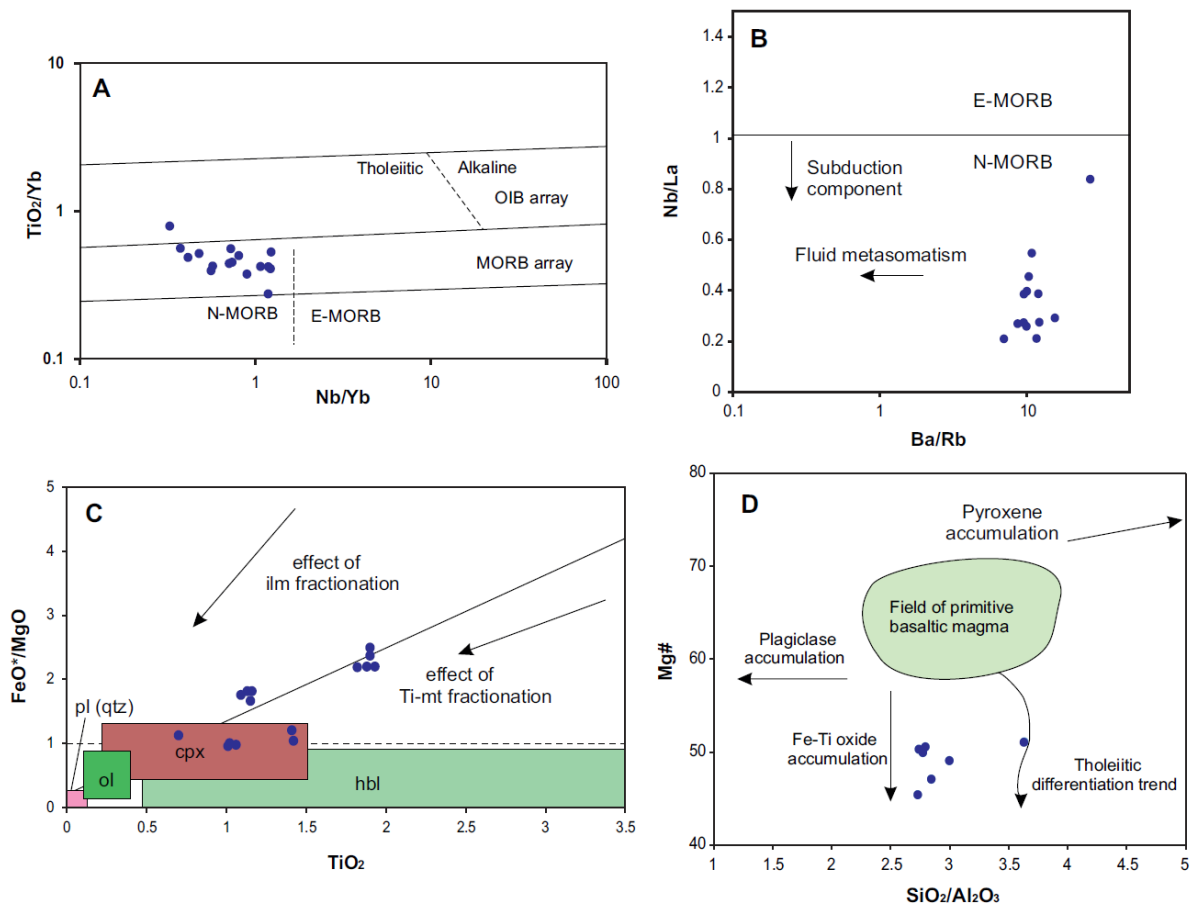 A
10
1
0.1
TiO2/Yb
Tholeiitic
Alkaline
OIB array
MORB array
N-MORB
E-MORB
0.1
1
10
100
Nb/Yb
B
1.4
1.2
1
0.8
0.6
0.4
0.2
0
Nb/La
E-MORB
N-MORB
Subduction
component
Fluid metasomatism
0.1
1
10
Ba/Rb
C
5
4
3
2
1
0
FeO*/MgO
effect of
ilm fractionation
effect of
Ti-mt fractionation
pl (qtz)
cpx
ol
hbl
0
0.5
1
1.5
2
2.5
3
3.5
TiO2
D
80
70
60
50
40
Mg#
Pyroxene
accumulation
Field of primitive
basaltic magma
Plagiclase
accumulation
Fe-Ti oxide
accumulation
Tholeiitic
differentiation trend
1
1.5
2
2.5
3
3.5
4
4.5
5
SiO2/Al2O3